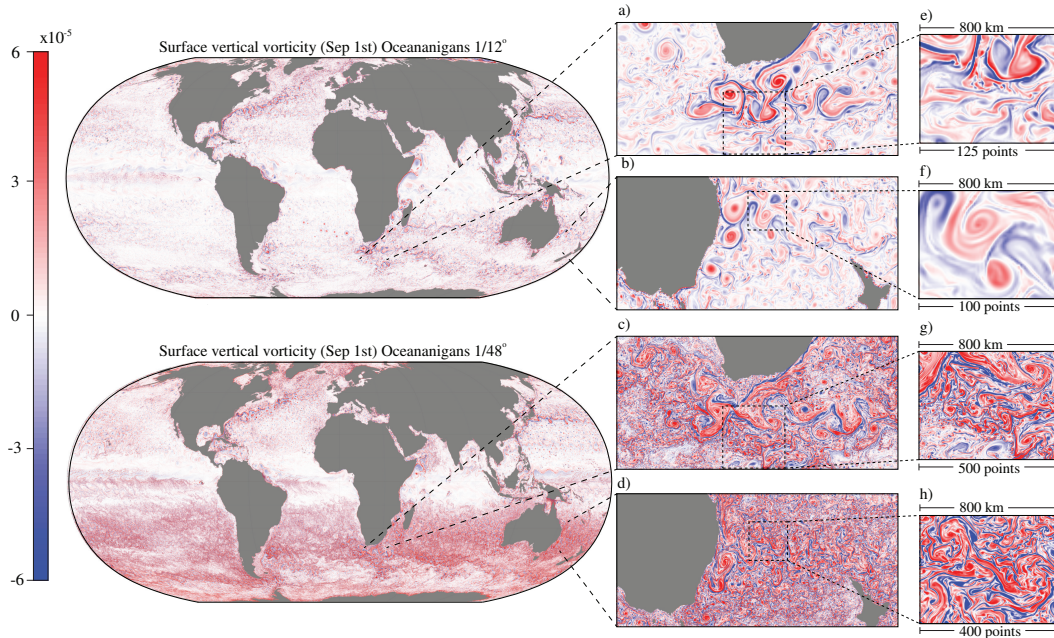 6 ×10⁻⁵
3
0
-3
-6
Surface vertical vorticity (Sep 1st) Oceananigans 1/12°
Surface vertical vorticity (Sep 1st) Oceananigans 1/48°
a)
b)
c)
d)
e)
800 km
125 points
f)
800 km
100 points
g)
800 km
500 points
h)
800 km
400 points